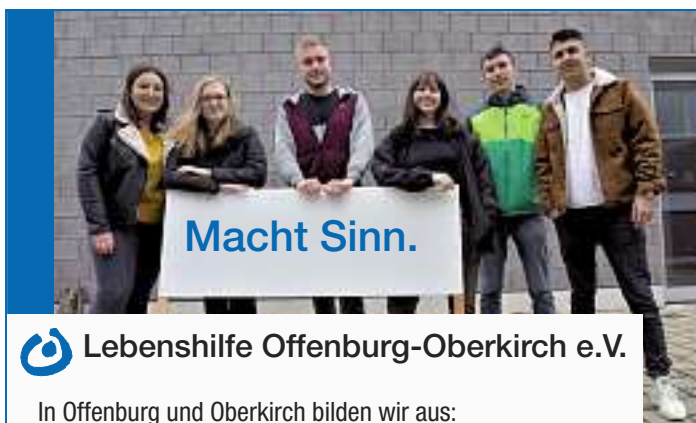 Macht Sinn.
Lebenshilfe Offenburg-Oberkirch e.V.
In Offenburg und Oberkirch bilden wir aus: